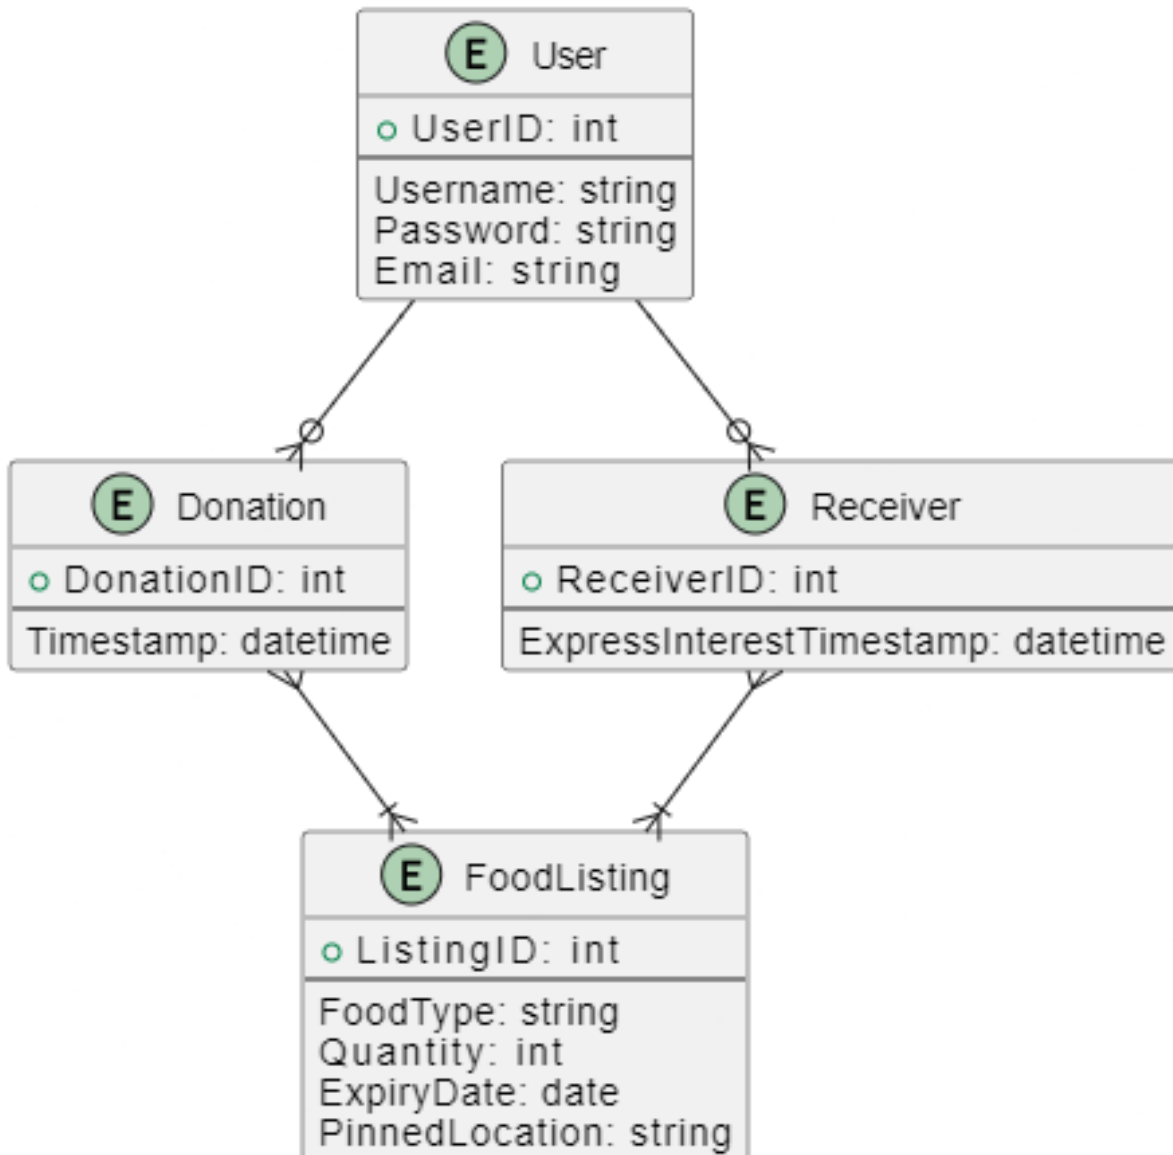 E User
UserID: int
Username: string
Password: string
Email: string
E Donation
DonationID: int
Timestamp: datetime
E Receiver
ReceiverID: int
ExpressInterestTimestamp: datetime
E FoodListing
ListingID: int
FoodType: string
Quantity: int
ExpiryDate: date
PinnedLocation: string